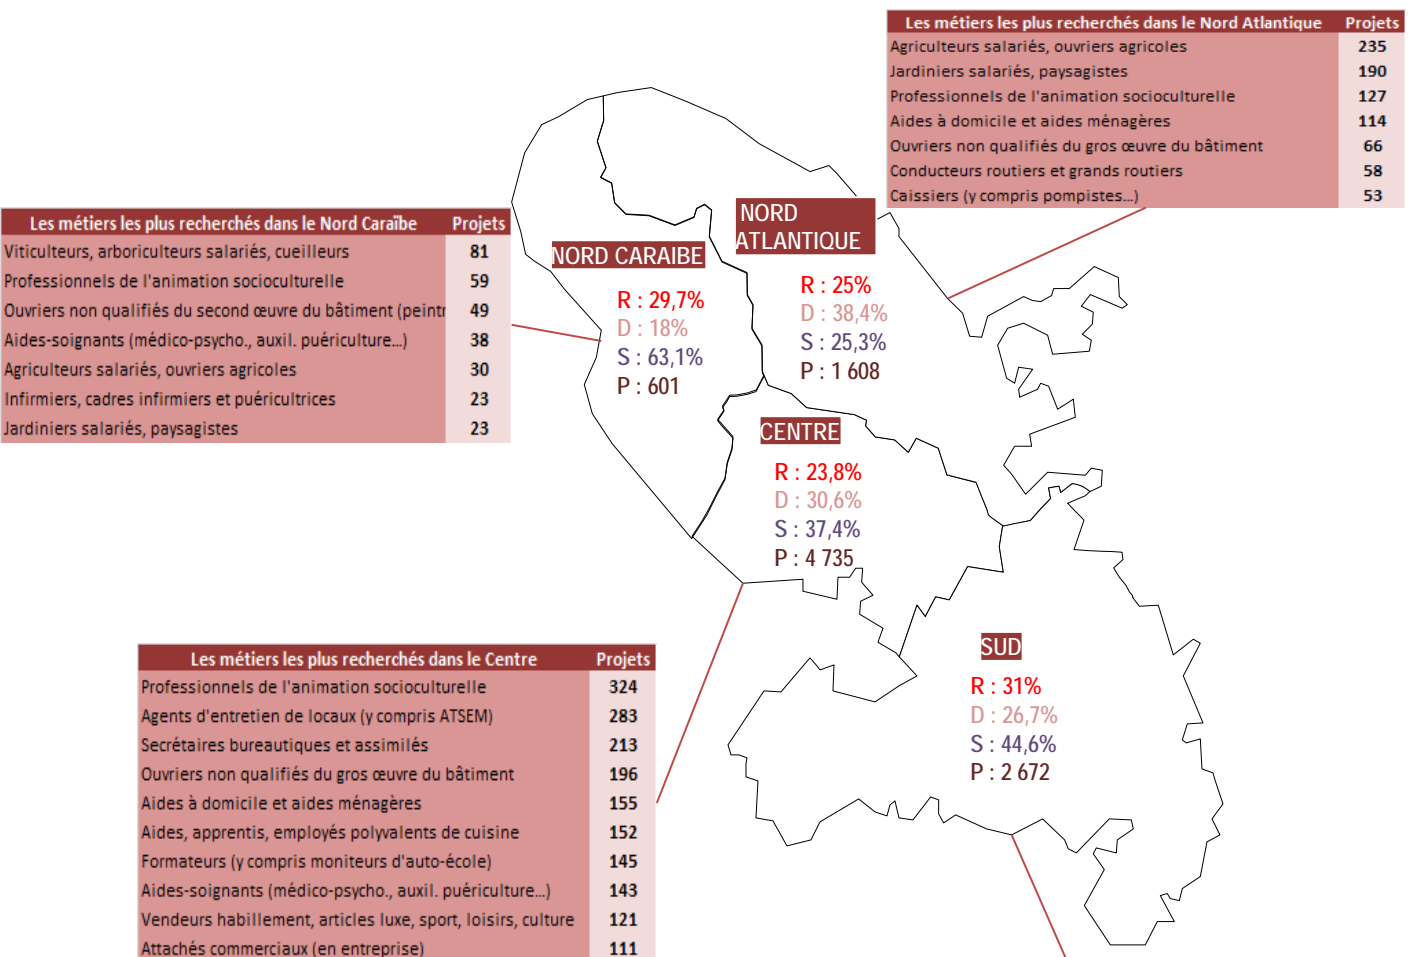 Les métiers les plus recherchés dans le Nord Atlantique Projets
Agriculteurs salariés, ouvriers agricoles 235
Jardiniers salariés, paysagistes 190
Professionnels de l'animation socioculturelle 127
Aides à domicile et aides ménagères 114
Ouvriers non qualifiés du gros œuvre du bâtiment 66
Conducteurs routiers et grands routiers 58
Caissiers (y compris pompistes...) 53
Les métiers les plus recherchés dans le Nord Caraïbe Projets
Viticulteurs, arboriculteurs salariés, cueilleurs 81
Professionnels de l'animation socioculturelle 59
Ouvriers non qualifiés du second œuvre du bâtiment (peintr 49
Aides-soignants (médico-psycho., auxil. puériculture...) 38
Agriculteurs salariés, ouvriers agricoles 30
Infirmiers, cadres infirmiers et puéricultrices 23
Jardiniers salariés, paysagistes 23
NORD CARAIBE
R : 29,7%
D : 18%
S : 63,1%
P : 601
NORD
ATLANTIQUE
R : 25%
D : 38,4%
S : 25,3%
P : 1 608
CENTRE
R : 23,8%
D : 30,6%
S : 37,4%
P : 4 735
SUD
R : 31%
D : 26,7%
S : 44,6%
P : 2 672
Les métiers les plus recherchés dans le Centre Projets
Professionnels de l'animation socioculturelle 324
Agents d'entretien de locaux (y compris ATSEM) 283
Secrétaires bureautiques et assimilés 213
Ouvriers non qualifiés du gros œuvre du bâtiment 196
Aides à domicile et aides ménagères 155
Aides, apprentis, employés polyvalents de cuisine 152
Formateurs (y compris moniteurs d'auto-école) 145
Aides-soignants (médico-psycho., auxil. puériculture...) 143
Vendeurs habillement, articles luxe, sport, loisirs, culture 121
Attachés commerciaux (en entreprise) 111